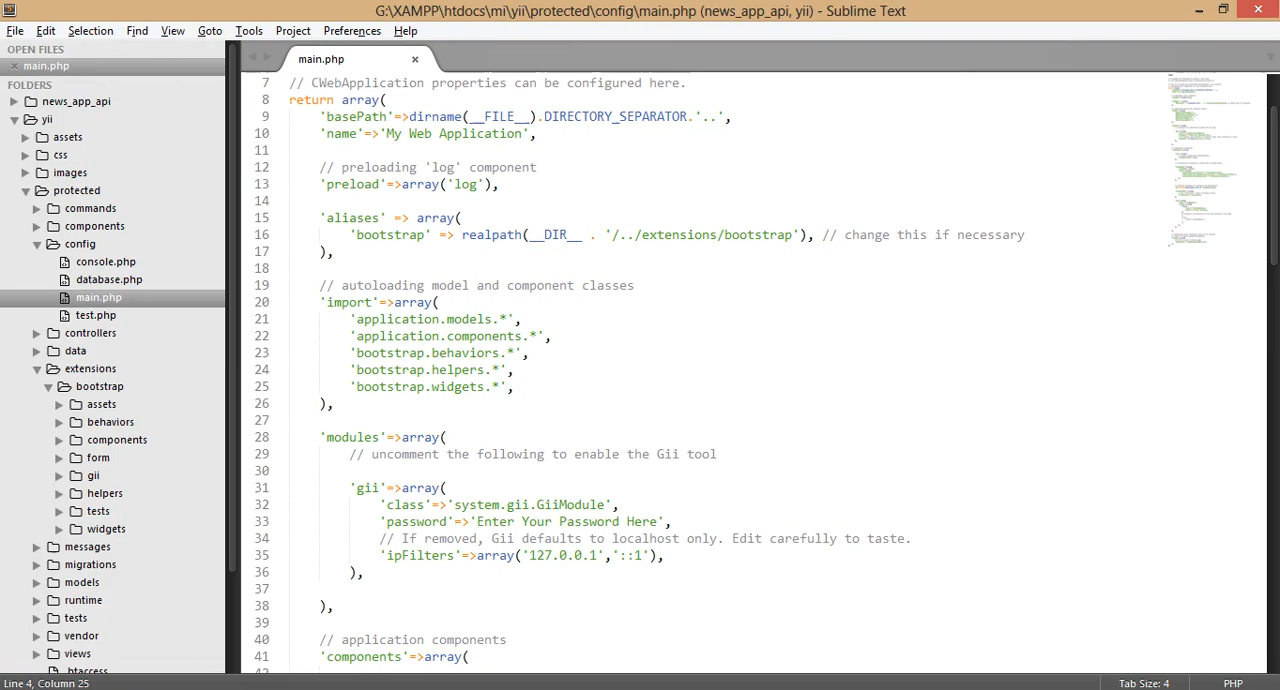 G:\XAMPP\htdocs\mi\yii\protected\config\main.php (news_app_api, yii) - Sublime Text
File Edit Selection Find View Goto Tools Project Preferences Help
OPEN FILES
× main.php
FOLDERS
news_app_api
yii
assets
css
images
protected
commands
components
config
console.php
database.php
main.php
test.php
controllers
data
extensions
bootstrap
assets
behaviors
components
form
gii
helpers
tests
widgets
messages
migrations
models
runtime
tests
vendor
views
.htaccess
main.php ×
7 // CWebApplication properties can be configured here.
8 return array(
9 'basePath'=>dirname(__FILE__).DIRECTORY_SEPARATOR.'..',
10 'name'=>'My Web Application',
11
12 // preloading 'log' component
13 'preload'=>array('log'),
14
15 'aliases' => array(
16 'bootstrap' => realpath(__DIR__ . '/../extensions/bootstrap'), // change this if necessary
17 ),
18
19 // autoloading model and component classes
20 'import'=>array(
21 'application.models.*',
22 'application.components.*',
23 'bootstrap.behaviors.*',
24 'bootstrap.helpers.*',
25 'bootstrap.widgets.*',
26 ),
27
28 'modules'=>array(
29 // uncomment the following to enable the Gii tool
30
31 'gii'=>array(
32 'class'=>'system.gii.GiiModule',
33 'password'=>'Enter Your Password Here',
34 // If removed, Gii defaults to localhost only. Edit carefully to taste.
35 'ipFilters'=>array('127.0.0.1','::1'),
36 ),
37
38 ),
39
40 // application components
41 'components'=>array(
Line 4, Column 25
Tab Size: 4
PHP